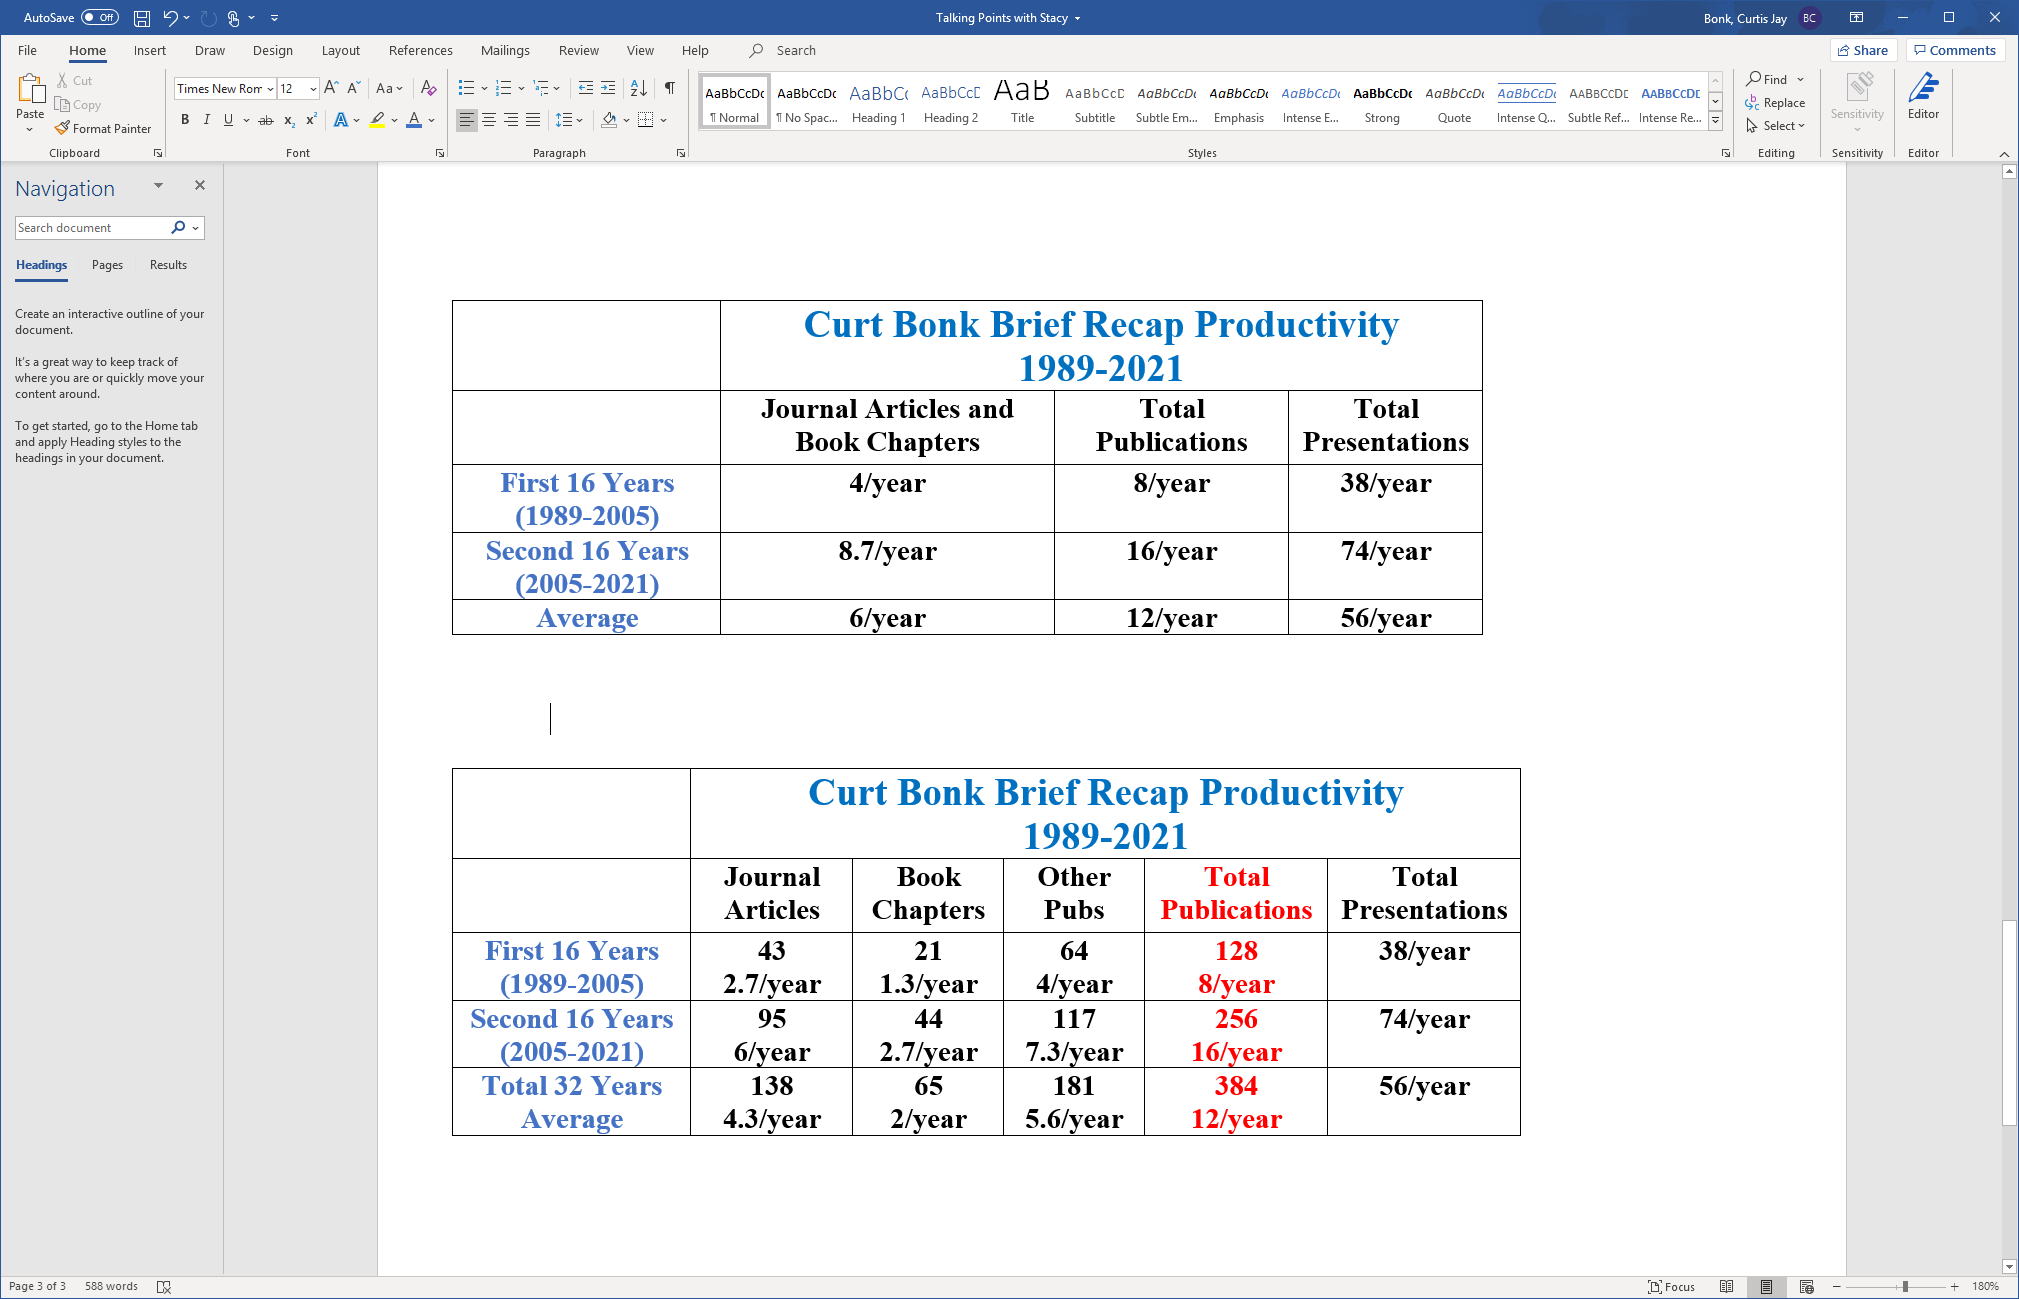 AutoSave Off
Talking Points with Stacy
Bonk, Curtis Jay BC
File Home Insert Draw Design Layout References Mailings Review View Help Search
Share Comments
Paste
Cut
Copy
Format Painter
Clipboard
Times New Rom 12
Font
Paragraph
AaBbCcDc AaBbCcDc AaBbCc AaBbCcD AaB AaBbCcD AaBbCcDc AaBbCcDc AaBbCcDc AaBbCcDc AaBbCcDc AaBbCcDc AaBbCcDc AaBbCcDc
¶ Normal ¶ No Spac... Heading 1 Heading 2 Title Subtitle Subtle Em... Emphasis Intense E... Strong Quote Intense Q... Subtle Ref... Intense Re...
Styles
Find
Replace
Select
Editing
Sensitivity
Sensitivity
Editor
Editor
Navigation
Search document
Headings Pages Results
Create an interactive outline of your
document.
It's a great way to keep track of
where you are or quickly move your
content around.
To get started, go to the Home tab
and apply Heading styles to the
headings in your document.
Curt Bonk Brief Recap Productivity
1989-2021
Journal Articles and Total Total
Book Chapters Publications Presentations
First 16 Years 4/year 8/year 38/year
(1989-2005)
Second 16 Years 8.7/year 16/year 74/year
(2005-2021)
Average 6/year 12/year 56/year
Curt Bonk Brief Recap Productivity
1989-2021
Journal Book Other Total Total
Articles Chapters Pubs Publications Presentations
First 16 Years 43 21 64 128 38/year
(1989-2005) 2.7/year 1.3/year 4/year 8/year
Second 16 Years 95 44 117 256 74/year
(2005-2021) 6/year 2.7/year 7.3/year 16/year
Total 32 Years 138 65 181 384 56/year
Average 4.3/year 2/year 5.6/year 12/year
Page 3 of 3 588 words
Focus 180%